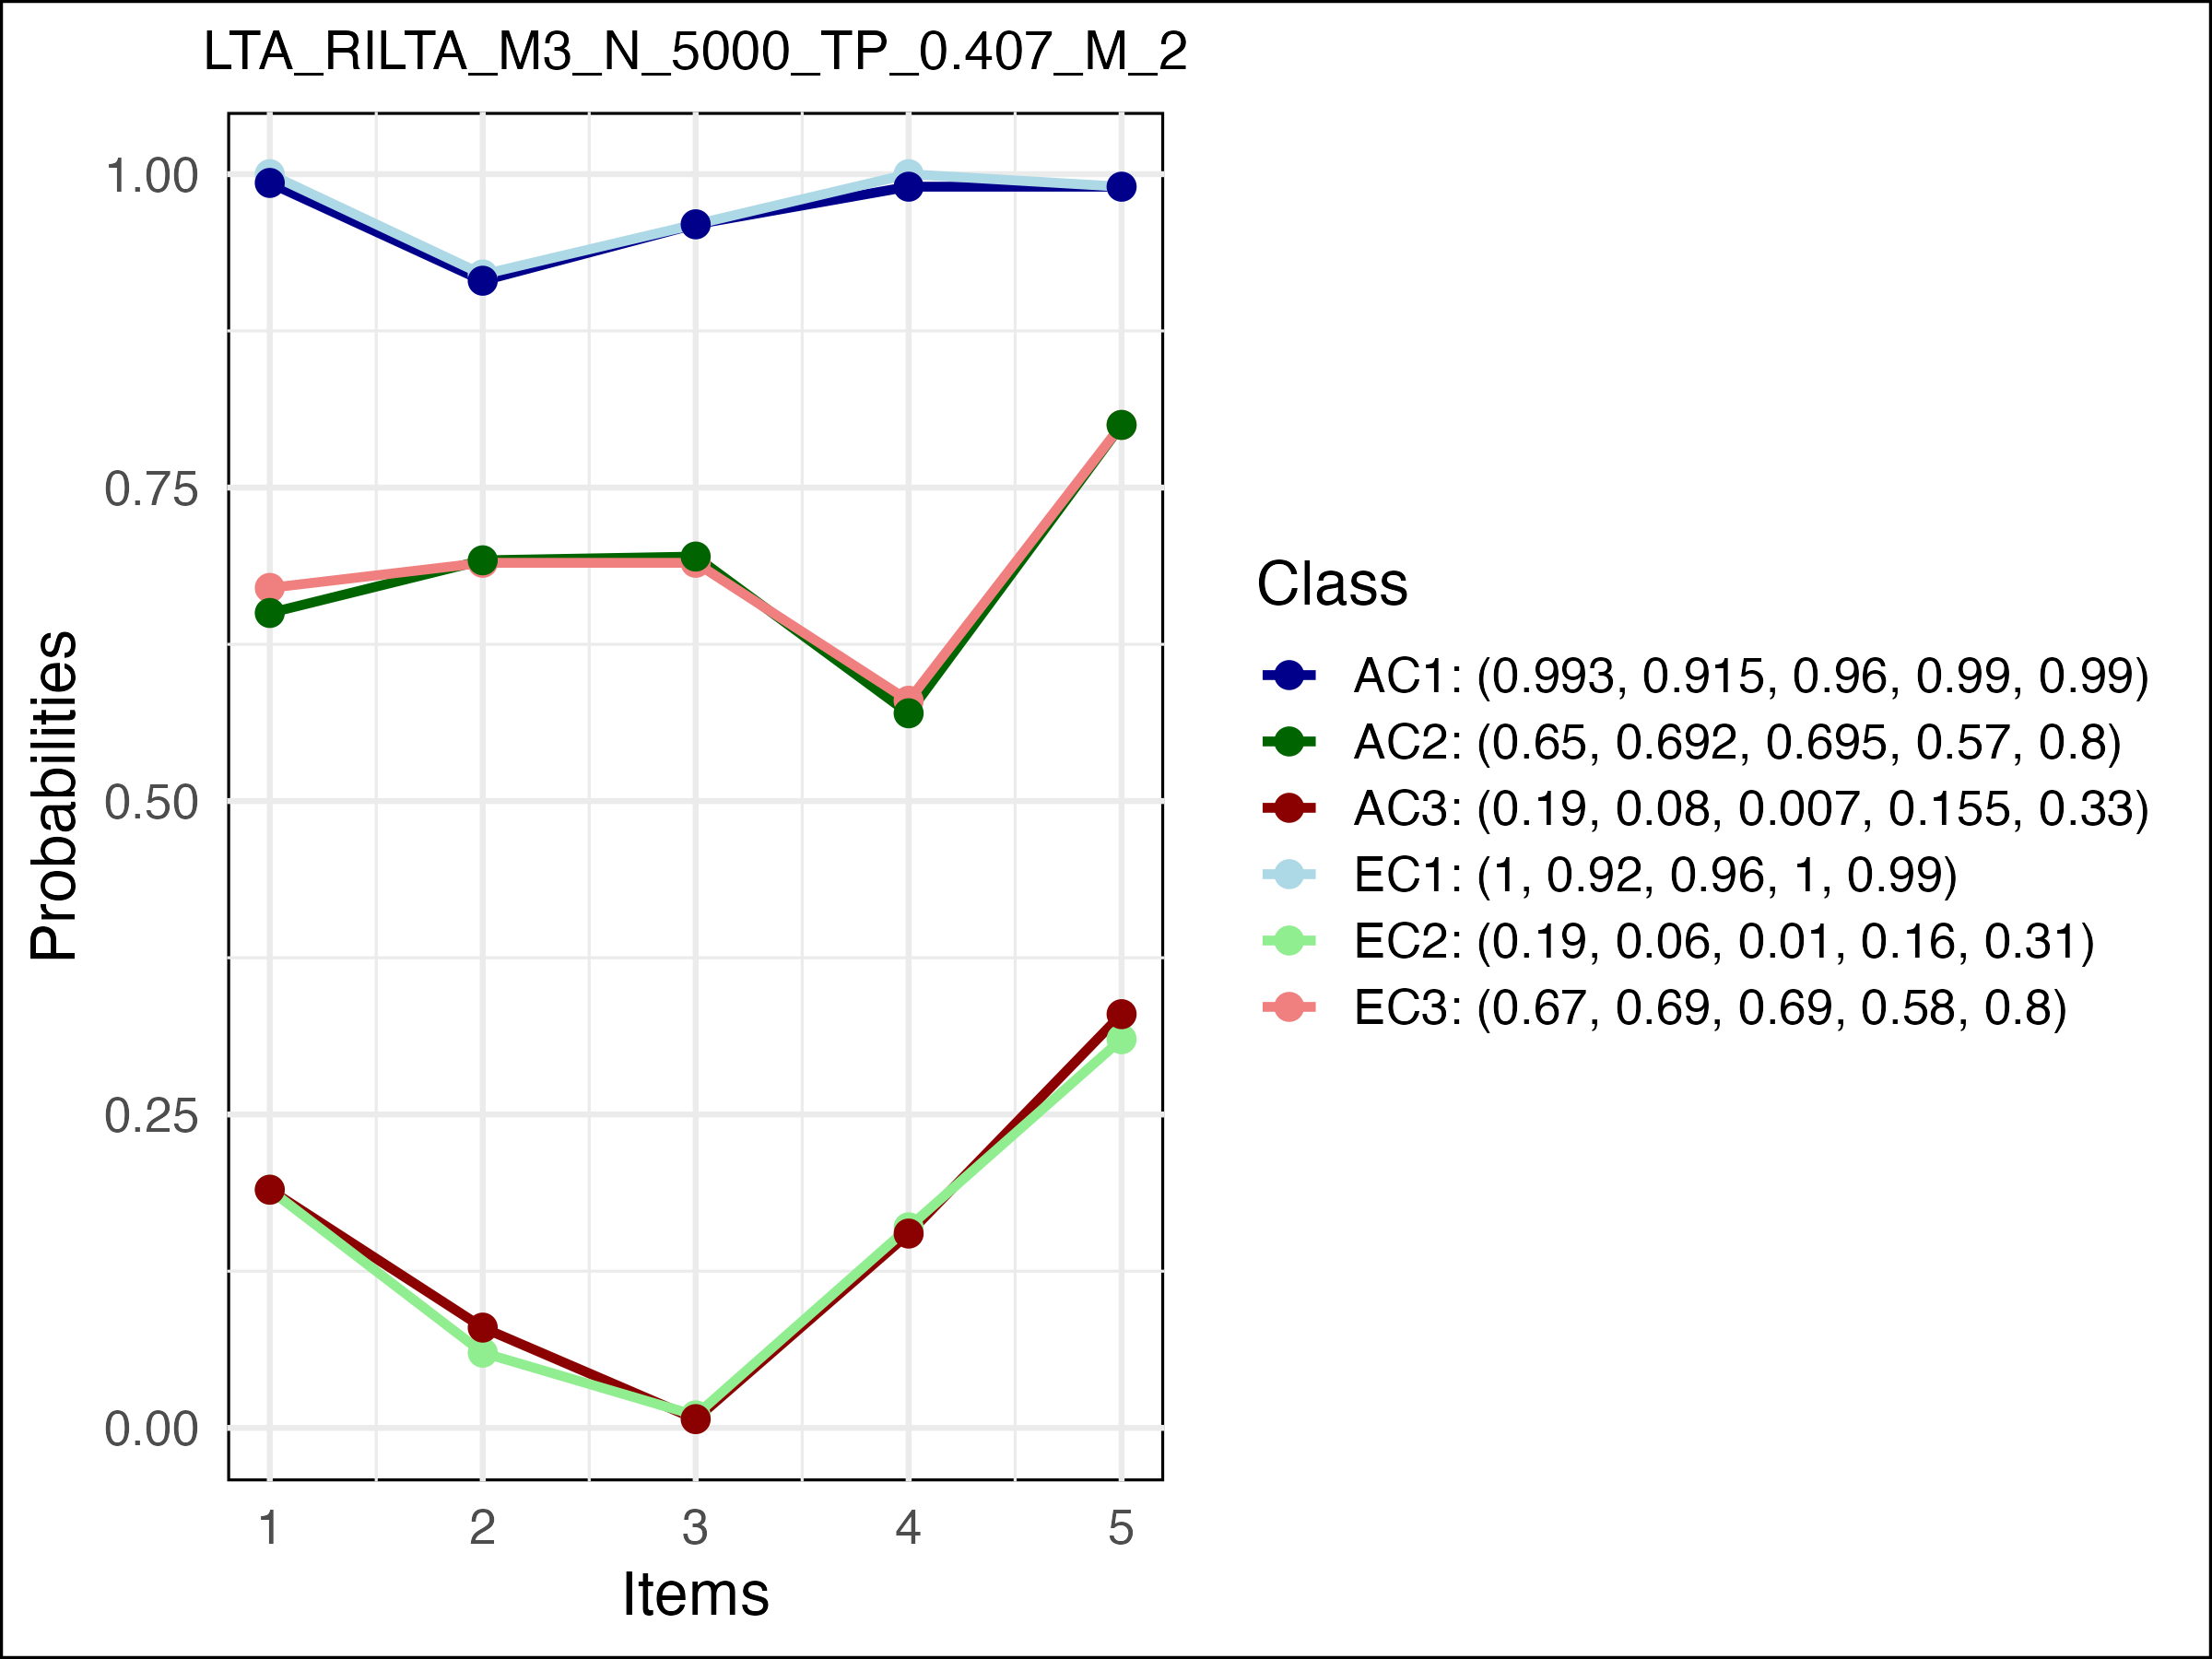 LTA_RILTA_M3_N_5000_TP_0.407_M_2
1.00
0.75
0.50
0.25
0.00
Probabilities
1 2 3 4 5
Items
Class
AC1: (0.993, 0.915, 0.96, 0.99, 0.99)
AC2: (0.65, 0.692, 0.695, 0.57, 0.8)
AC3: (0.19, 0.08, 0.007, 0.155, 0.33)
EC1: (1, 0.92, 0.96, 1, 0.99)
EC2: (0.19, 0.06, 0.01, 0.16, 0.31)
EC3: (0.67, 0.69, 0.69, 0.58, 0.8)